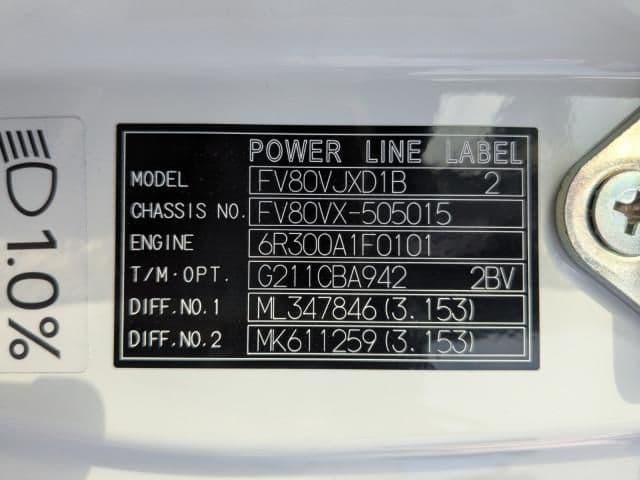 POWER LINE LABEL
MODEL FV80VJXD1B 2
CHASSIS NO. FV80VX-505015
ENGINE 6R300A1F0101
T/M·OPT. G211CBA942 2BV
DIFF.NO.1 ML347846(3.153)
DIFF.NO.2 MK611259(3.153)
1.0%